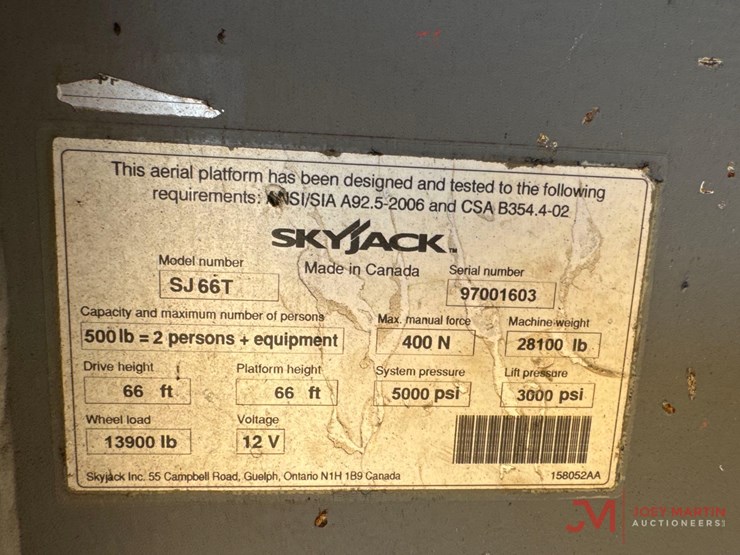 This aerial platform has been designed and tested to the following
requirements: ANSI/SIA A92.5-2006 and CSA B354.4-02
SKYJACK™
Made in Canada
Model number
SJ 66T
Serial number
97001603
Capacity and maximum number of persons
500 lb = 2 persons + equipment
Max. manual force
400 N
Machine weight
28100 lb
Drive height
66 ft
Platform height
66 ft
System pressure
5000 psi
Lift pressure
3000 psi
Wheel load
13900 lb
Voltage
12 V
Skyjack Inc. 55 Campbell Road, Guelph, Ontario N1H 1B9 Canada
158052AA
JM JOEY MARTIN
AUCTIONEERS